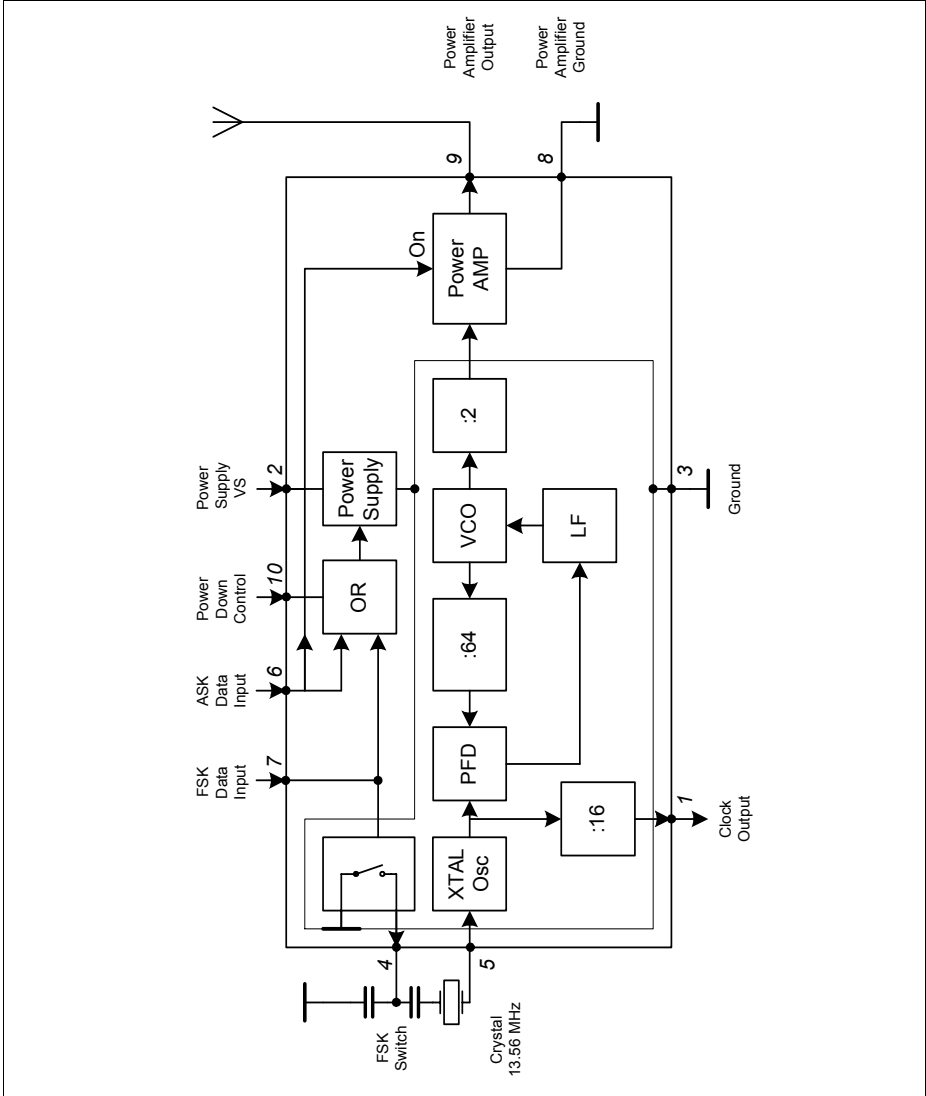 Power
Amplifier
Output
Power
Amplifier
Ground
9
8
On
Power
AMP
Power
Supply
VS
2
Power
Down
Control
10
ASK
Data
Input
6
FSK
Data
Input
7
Power
Supply
OR
:2
VCO
LF
:64
PFD
:16
XTAL
Osc
3
Ground
1
Clock
Output
4
5
FSK
Switch
Crystal
13.56 MHz